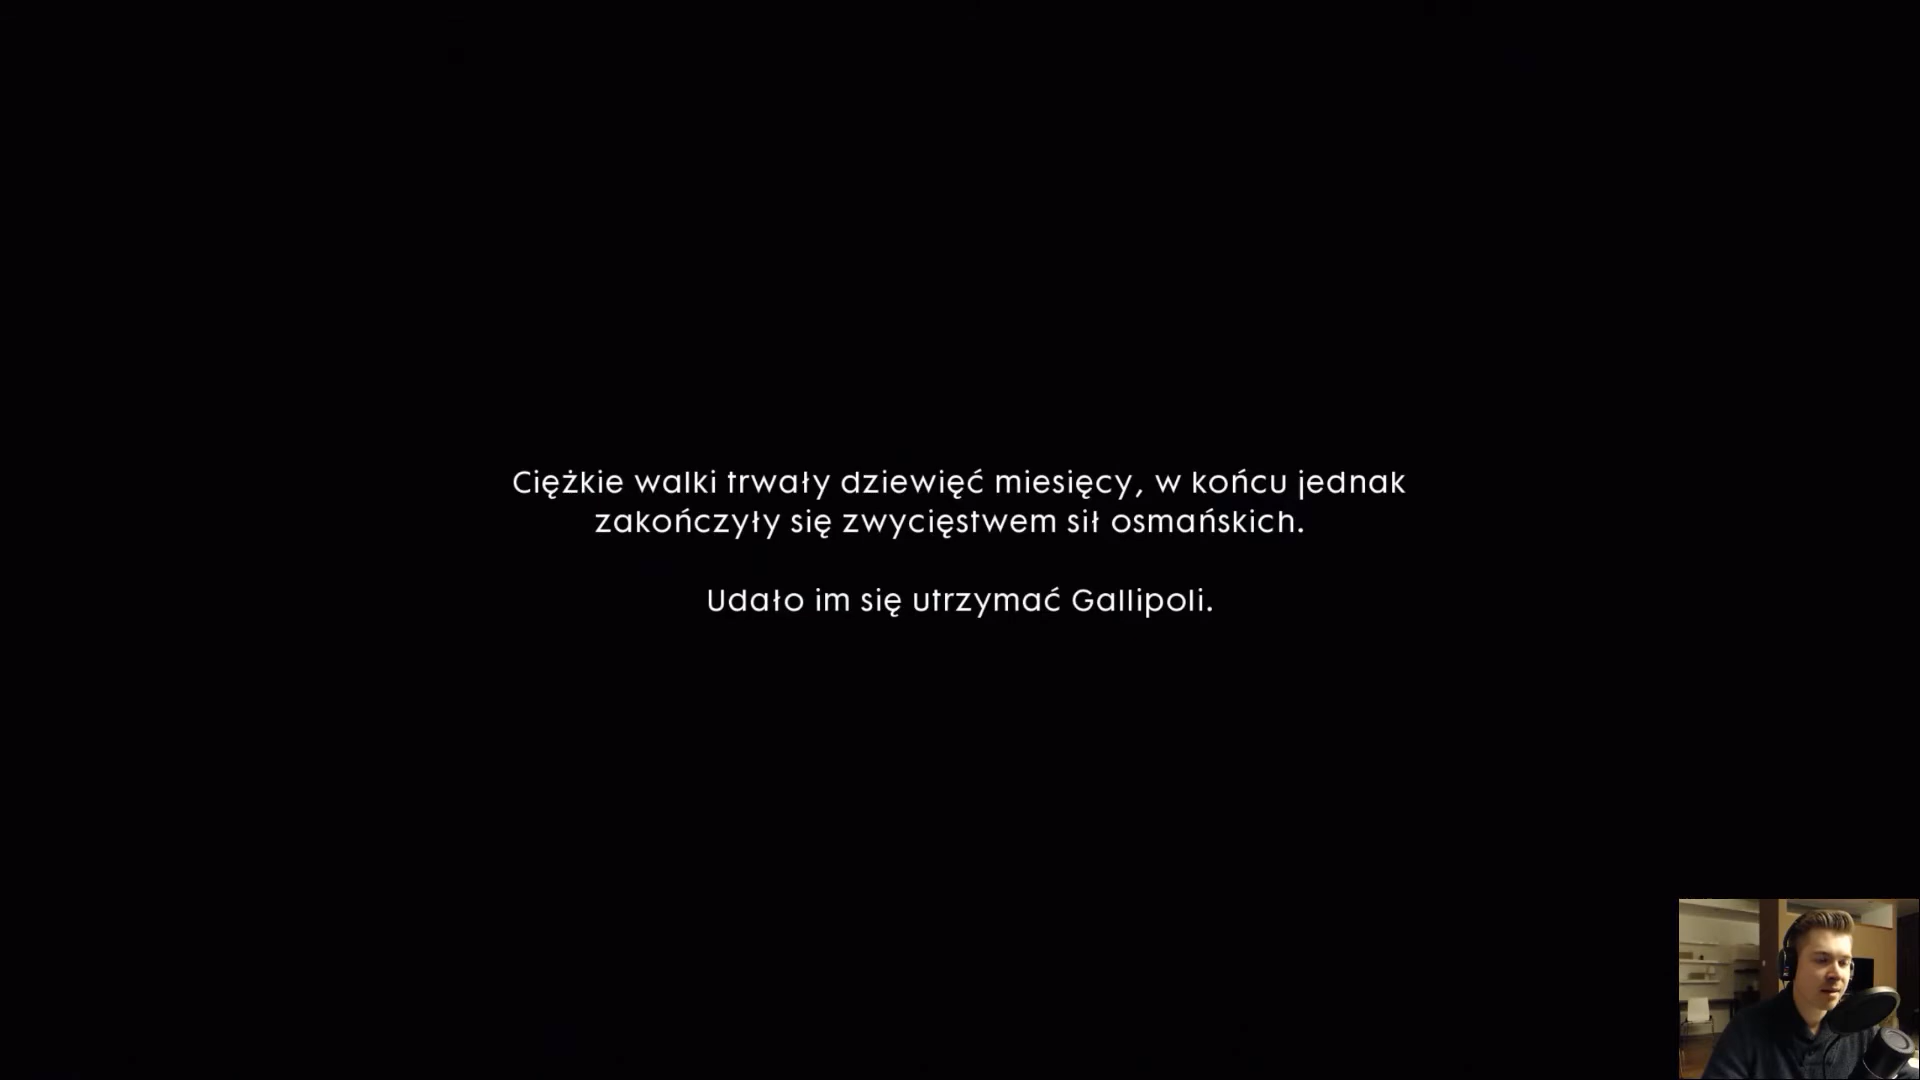 Ciężkie walki trwały dziewięć miesięcy, w końcu jednak
zakończyły się zwycięstwem sił osmańskich.
Udało im się utrzymać Gallipoli.